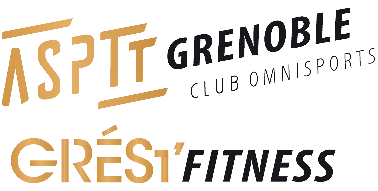 ASPTT GRENOBLE
CLUB OMNISPORTS
GRÉSI'FITNESS